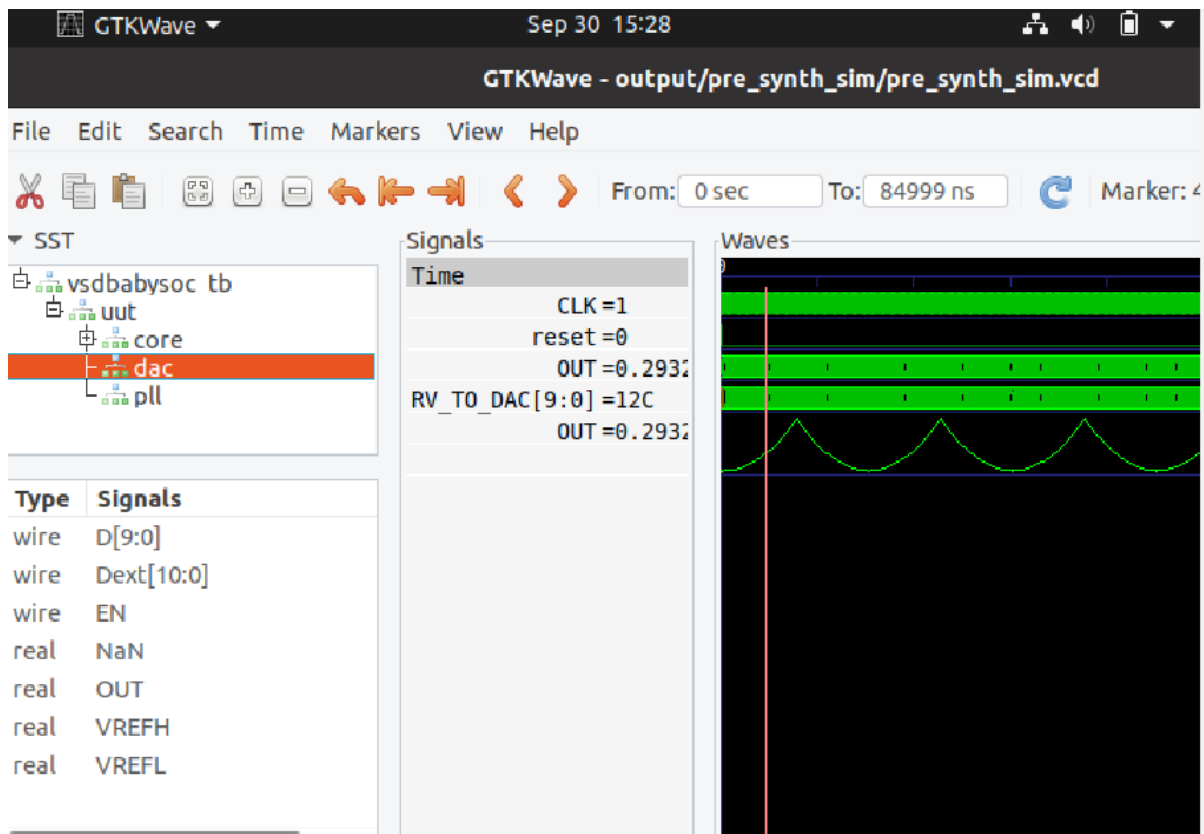 GTKWave Sep 30 15:28
GTKWave - output/pre_synth_sim/pre_synth_sim.vcd
File Edit Search Time Markers View Help
From: 0 sec To: 84999 ns Marker: 4
SST
vsdbabysoc_tb
uut
core
dac
pll
Type Signals
wire D[9:0]
wire Dext[10:0]
wire EN
real NaN
real OUT
real VREFH
real VREFL
Signals
Time
CLK=1
reset=0
OUT=0.2932
RV_TO_DAC[9:0]=12C
OUT=0.2932
Waves